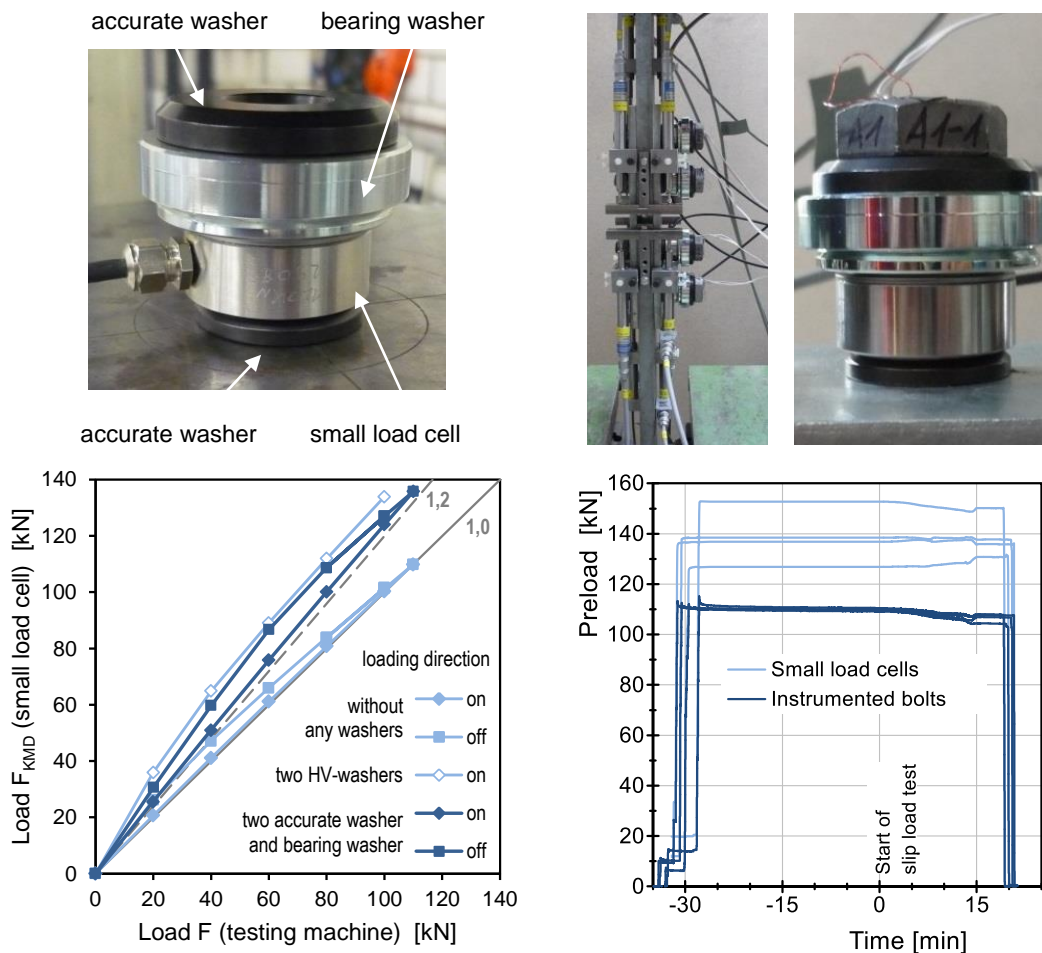 accurate washer
bearing washer
accurate washer
small load cell
A1
A1-1
Load F_KMD (small load cell) [kN]
140
120
100
80
60
40
20
0
1,2
1,0
loading direction
without
any washers
on
off
two HV-washers
on
two accurate washer
and bearing washer
on
off
0
20
40
60
80
100
120
140
Load F (testing machine) [kN]
Preload [kN]
160
140
120
100
80
60
40
20
0
Small load cells
Instrumented bolts
Start of
slip load test
-30
-15
0
15
Time [min]